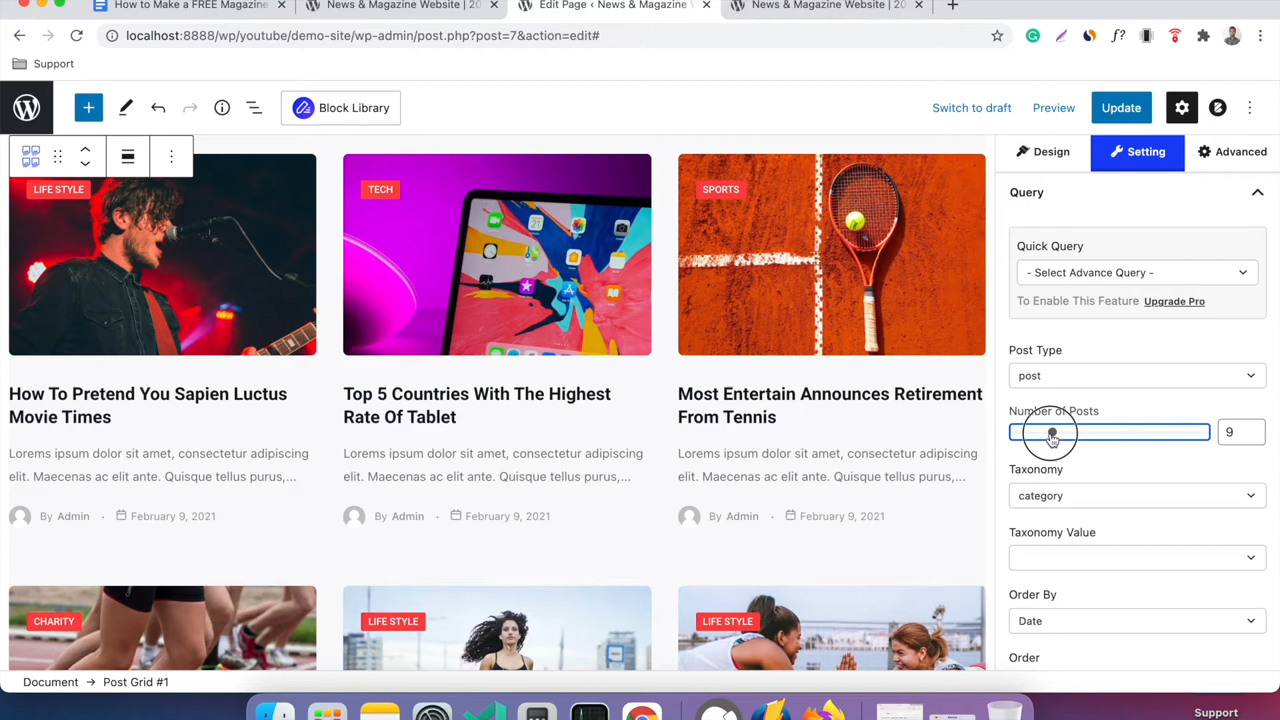 How to Make a FREE Magazine
News & Magazine Website | 20
Edit Page ‹ News & Magazine
News & Magazine Website | 20
localhost:8888/wp/youtube/demo-site/wp-admin/post.php?post=7&action=edit#
Support
Block Library
Switch to draft
Preview
Update
Design
Setting
Advanced
Query
Quick Query
- Select Advance Query -
To Enable This Feature Upgrade Pro
Post Type
post
Number of Posts
9
Taxonomy
category
Taxonomy Value
Order By
Date
Order
LIFE STYLE
TECH
SPORTS
How To Pretend You Sapien Luctus
Movie Times
Top 5 Countries With The Highest
Rate Of Tablet
Most Entertain Announces Retirement
From Tennis
Lorems ipsum dolor sit amet, consectetur adipiscing
elit. Maecenas ac elit ante. Quisque tellus purus,...
Lorems ipsum dolor sit amet, consectetur adipiscing
elit. Maecenas ac elit ante. Quisque tellus purus,...
Lorems ipsum dolor sit amet, consectetur adipiscing
elit. Maecenas ac elit ante. Quisque tellus purus,...
By Admin · February 9, 2021
By Admin · February 9, 2021
By Admin · February 9, 2021
CHARITY
LIFE STYLE
LIFE STYLE
Document → Post Grid #1
Support